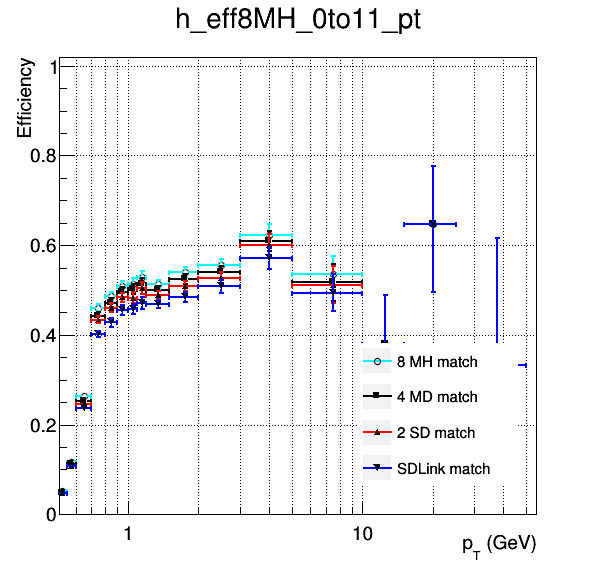 h_eff8MH_0to11_pt
Efficiency
1
0.8
0.6
0.4
0.2
0
8 MH match
4 MD match
2 SD match
SDLink match
1
10
p_T (GeV)